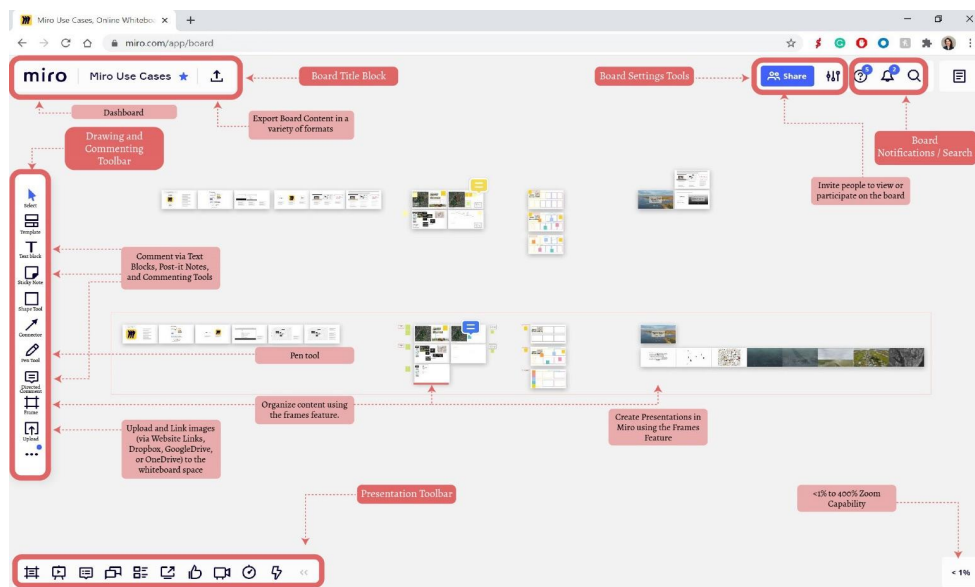 Miro Use Cases, Online Whiteboa
miro.com/app/board
miro
Miro Use Cases
Board Title Block
Board Settings Tools
Share
5
7
Dashboard
Export Board Content in a
variety of formats
Drawing and
Commenting
Toolbar
Board
Notifications / Search
Invite people to view or
participate on the board
Select
Template
Text block
Sticky Note
Shape Tool
Connector
Pen Tool
Directed
Comment
Frame
Upload
Comment via Text
Blocks, Post-it Notes,
and Commenting Tools
Pen tool
Organize content using
the frames feature.
Create Presentations in
Miro using the Frames
Feature
Upload and Link images
(via Website Links,
Dropbox, GoogleDrive,
or OneDrive) to the
whiteboard space
Presentation Toolbar
<1% to 400% Zoom
Capability
< 1%